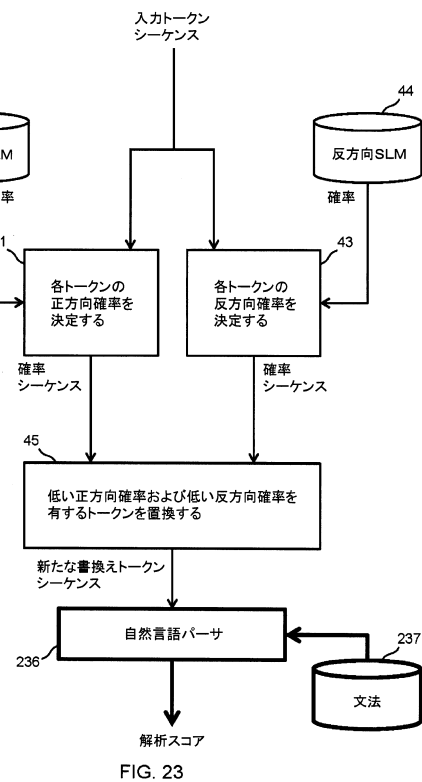 入力トークン
シーケンス
44
M
反方向SLM
率
確率
1
43
各トークンの
正方向確率を
決定する
各トークンの
反方向確率を
決定する
確率
シーケンス
確率
シーケンス
45
低い正方向確率および低い反方向確率を
有するトークンを置換する
新たな書換えトークン
シーケンス
自然言語パーサ
236
237
文法
解析スコア
FIG. 23